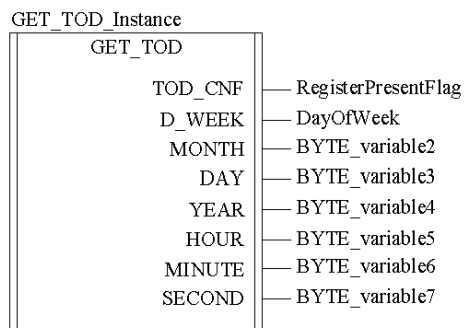 GET_TOD_Instance
GET_TOD
TOD_CNF RegisterPresentFlag
D_WEEK DayOfWeek
MONTH BYTE_variable2
DAY BYTE_variable3
YEAR BYTE_variable4
HOUR BYTE_variable5
MINUTE BYTE_variable6
SECOND BYTE_variable7